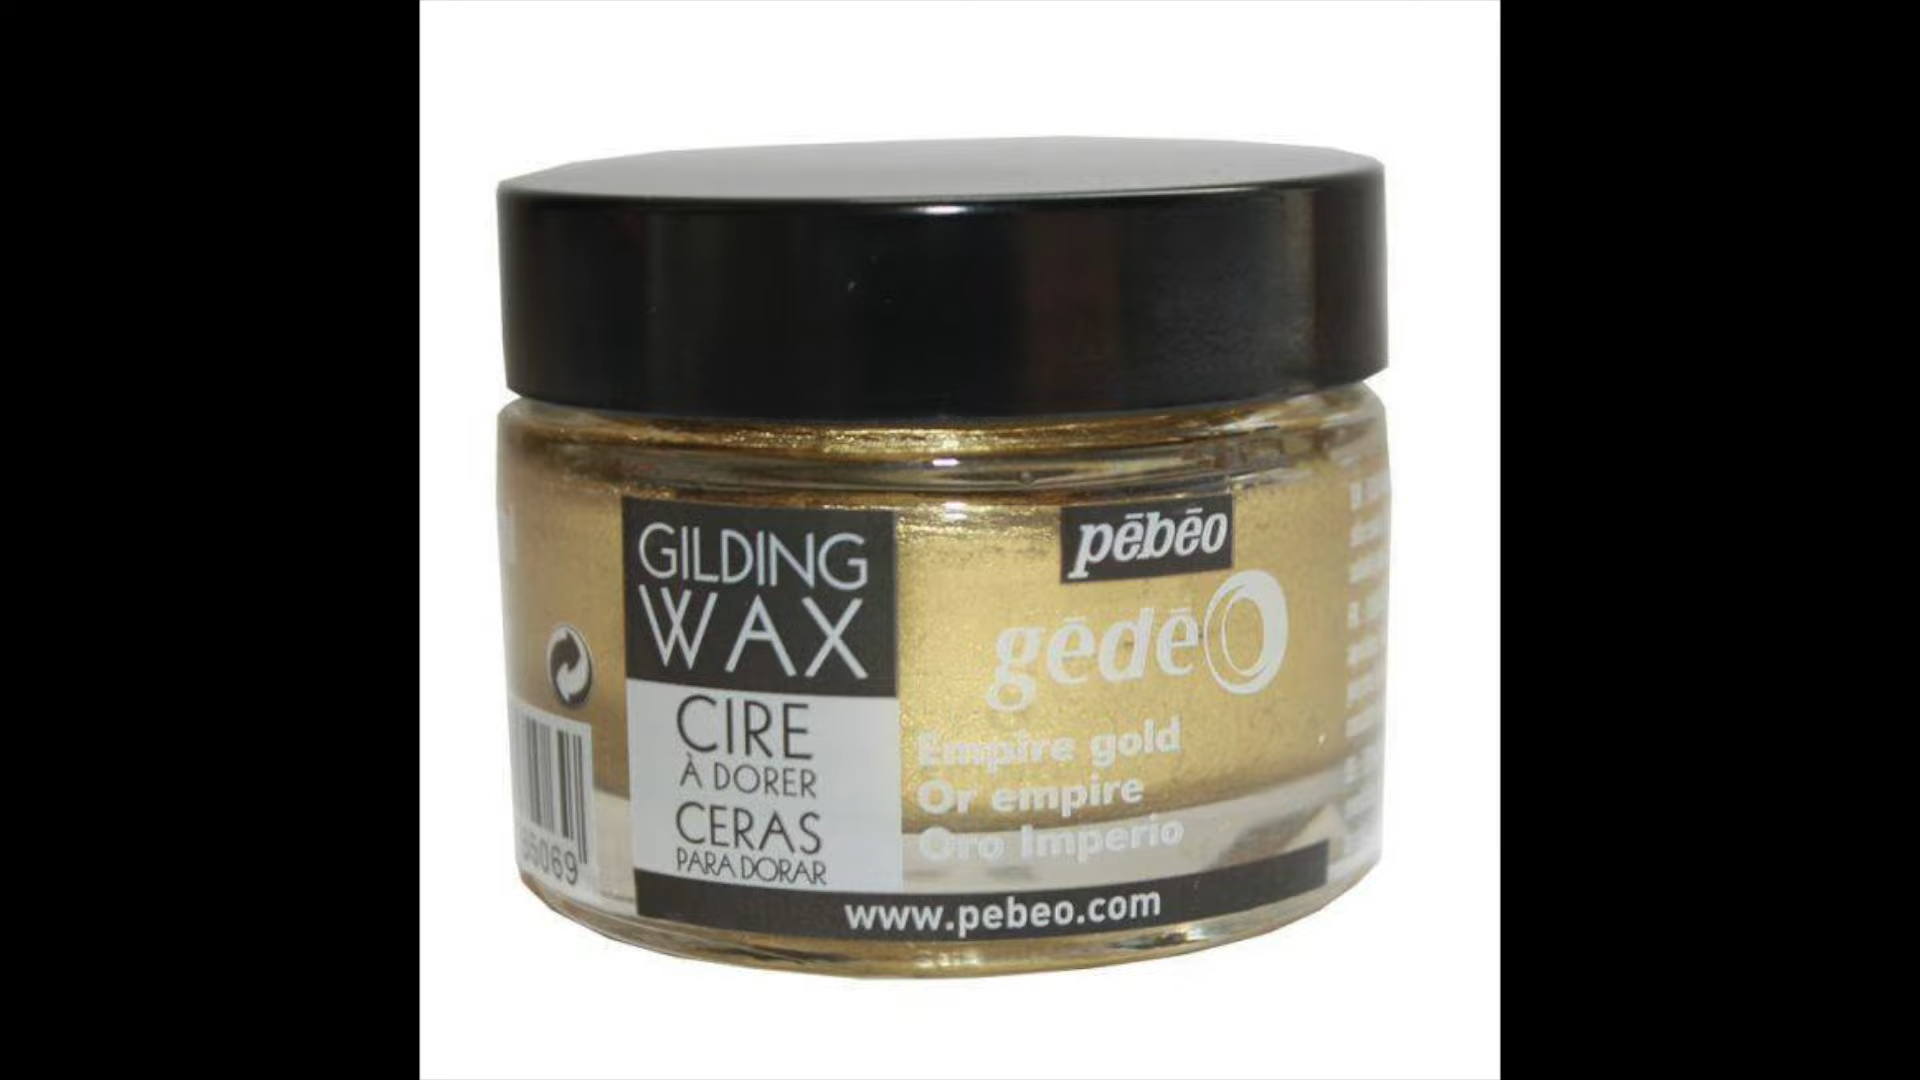 GILDING
WAX
CIRE
À DORER
CERAS
PARA DORAR
pēbēo
gēdēO
Empire gold
Or empire
Oro Imperio
www.pebeo.com